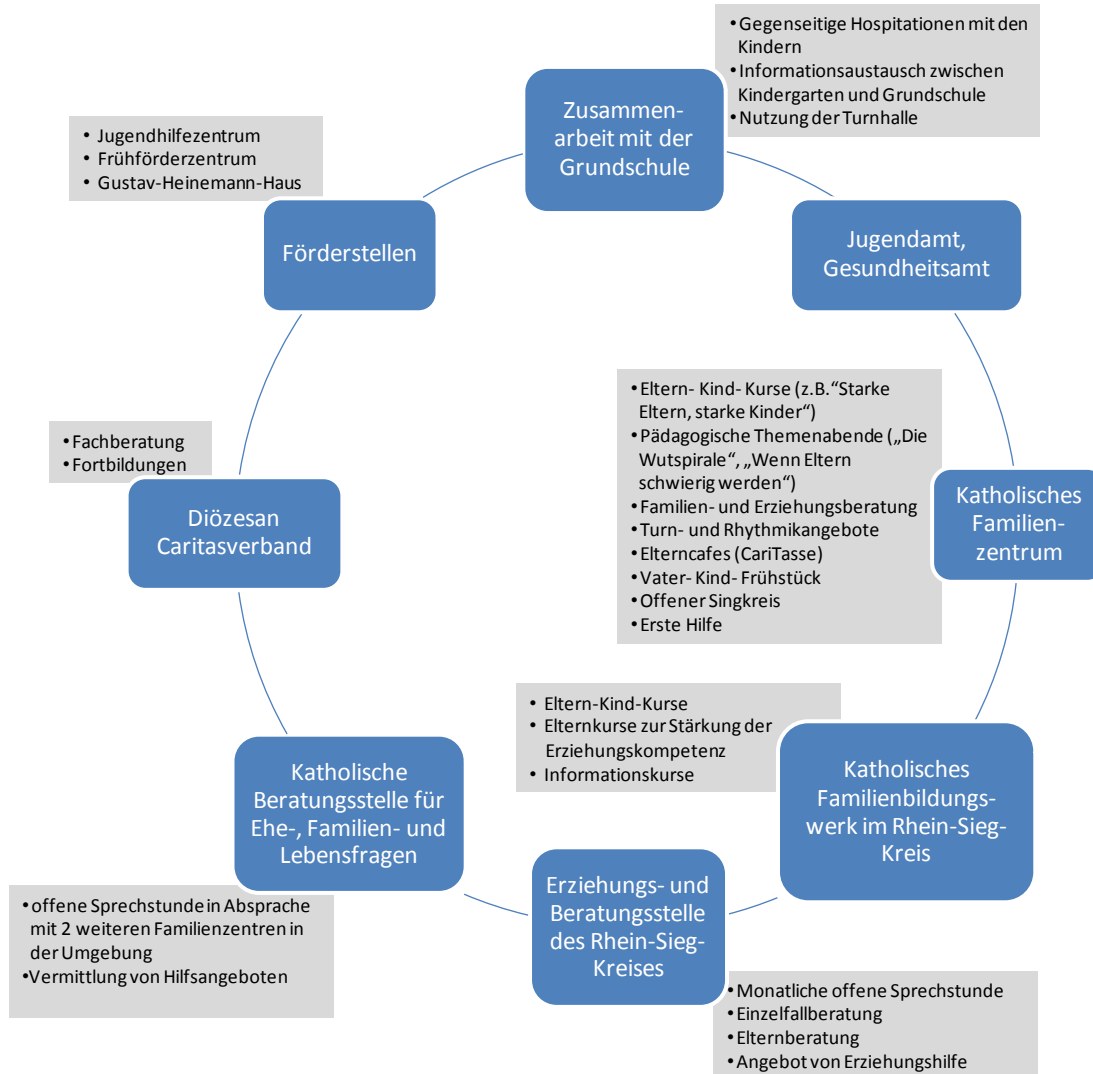 • Gegenseitige Hospitationen mit den
Kindern
• Informationsaustausch zwischen
Kindergarten und Grundschule
• Nutzung der Turnhalle
Zusammen-
arbeit mit der
Grundschule
• Jugendhilfezentrum
• Frühförderzentrum
• Gustav-Heinemann-Haus
Förderstellen
Jugendamt,
Gesundheitsamt
• Eltern- Kind- Kurse (z.B.“Starke
Eltern, starke Kinder“)
• Pädagogische Themenabende („Die
Wutspirale“, „Wenn Eltern
schwierig werden“)
• Familien- und Erziehungsberatung
• Turn- und Rhythmikangebote
• Elterncafes (CariTasse)
• Vater- Kind- Frühstück
• Offener Singkreis
• Erste Hilfe
Katholisches
Familien-
zentrum
• Fachberatung
• Fortbildungen
Diözesan
Caritasverband
• Eltern-Kind-Kurse
• Elternkurse zur Stärkung der
Erziehungskompetenz
• Informationskurse
Katholisches
Familienbildungs-
werk im Rhein-Sieg-
Kreis
Katholische
Beratungsstelle für
Ehe-, Familien- und
Lebensfragen
• offene Sprechstunde in Absprache
mit 2 weiteren Familienzentren in
der Umgebung
• Vermittlung von Hilfsangeboten
Erziehungs- und
Beratungsstelle
des Rhein-Sieg-
Kreises
• Monatliche offene Sprechstunde
• Einzelfallberatung
• Elternberatung
• Angebot von Erziehungshilfe